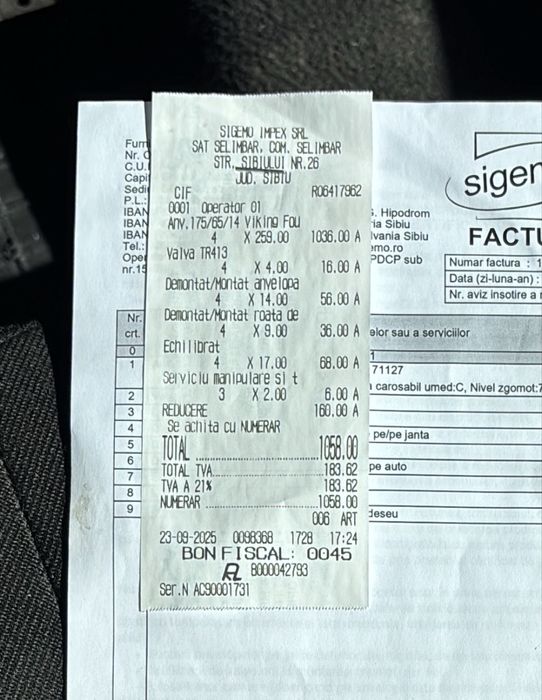 SIGEMO IMPEX SRL
SAT SELIMBAR, COM. SELIMBAR
STR. SIBIULUI NR.26
JUD. SIBIU
CIF RO6417962
0001 Operator 01
Anv.175/65/14 Viking Fou
4 X 259.00 1036.00 A
Valva TR413
4 X 4.00 16.00 A
Demontat/Montat anvelopa
4 X 14.00 56.00 A
Demontat/Montat roata de
4 X 9.00 36.00 A
Echilibrat
4 X 17.00 68.00 A
Serviciu manipulare si t
3 X 2.00 6.00 A
REDUCERE 160.00 A
Se achita cu NUMERAR
TOTAL 1058.00
TOTAL TVA 183.62
TVA A 21% 183.62
NUMERAR 1058.00
006 ART
23-09-2025 0098368 1728 17:24
BON FISCAL: 0045
8000042793
Ser.N AC90001731
Furn
Nr. O
C.U.I
Capi
Sedi
P.L.:
IBAN
IBAN
IBAN
Tel.:
Oper
nr.15
Hipodrom
ia Sibiu
lvania Sibiu
emo.ro
PDCP sub
siger
FACTU
Numar factura : 1
Data (zi-luna-an) :
Nr. aviz insotire a
Nr.
crt.
elor sau a serviciilor
0
1
1
71127
carosabil umed:C, Nivel zgomot:7
2
3
4
5
pe/pe janta
6
7
pe auto
8
9
deseu